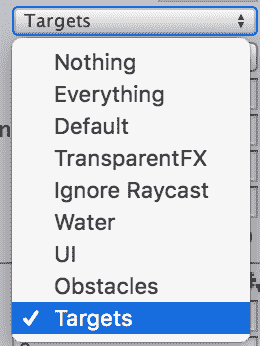 Targets
Nothing
Everything
Default
TransparentFX
Ignore Raycast
Water
UI
Obstacles
Targets